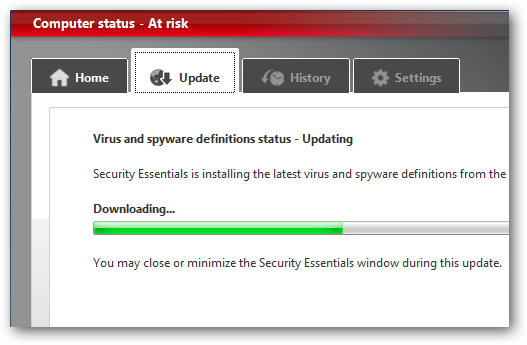 Computer status - At risk
Home Update History Settings
Virus and spyware definitions status - Updating
Security Essentials is installing the latest virus and spyware definitions from the
Downloading...
You may close or minimize the Security Essentials window during this update.